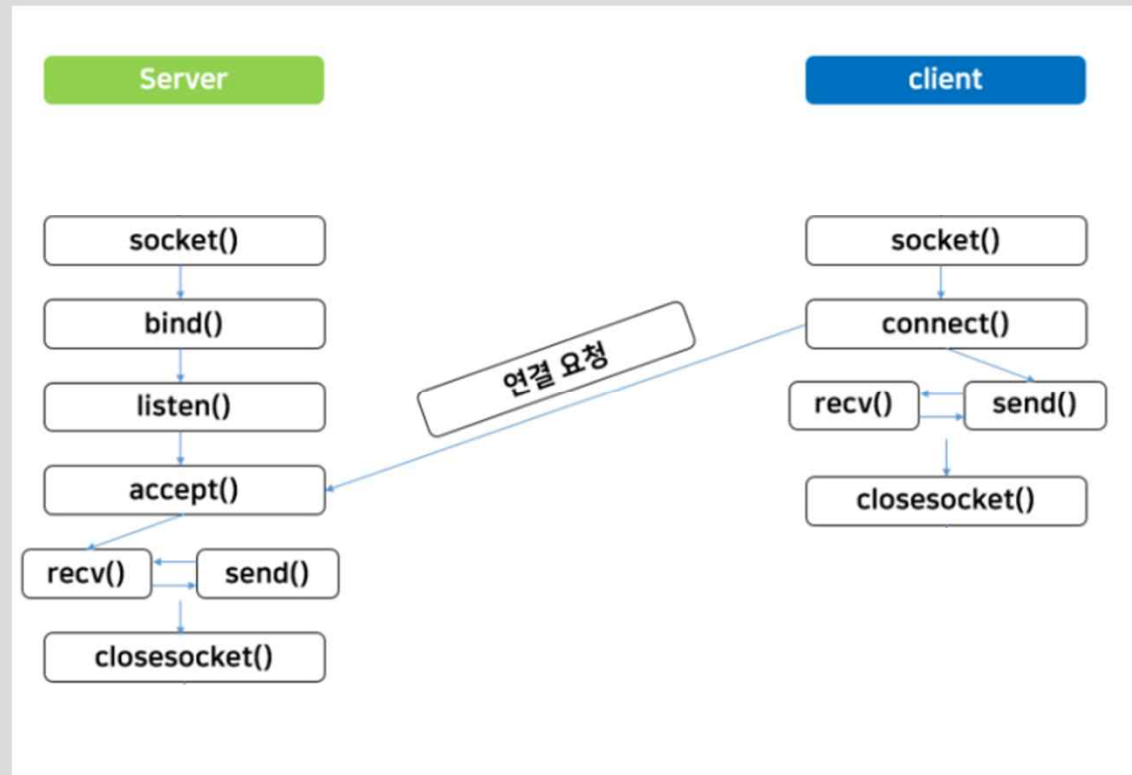 Server
client
socket()
bind()
listen()
accept()
recv()
send()
closesocket()
연결 요청
socket()
connect()
recv()
send()
closesocket()